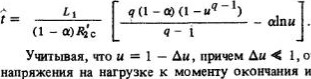 t̂ = L₁ / ((1 − α) R′₂c) [ q (1 − α) (1 − u^(q − 1)) / (q − 1) − αlnu ] .
Учитывая, что u = 1 − Δu, причем Δu ≪ 1, о
напряжения на нагрузке к моменту окончания и